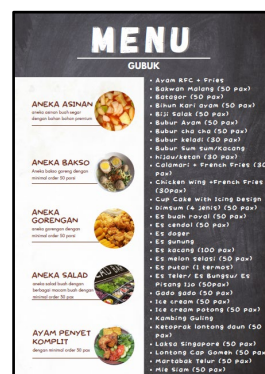 MENU
GUBUK
ANEKA ASINAN
aneka asinan buah segar
dengan bahan bahan premium
ANEKA BAKSO
Aneka bakso goreng dengan
minimal order 50 pors
ANEKA
GORENGAN
aneka gorengan dengan
minimal order 50 pax
ANEKA SALAD
aneka salad buah dengan
berbagai macam buah dengan
minimal order 50 pax
AYAM PENYET
KOMPLIT
dengan minimal order 50 pax
• Ayam RFC + Fries
• Bakwan Malang (50 pax)
• Batagor (50 pax)
• Bihun Kari ayam (50 pax)
• Biji Salak (50 pax)
• Bubur Ayam (50 pax)
• Bubur cha cha (50 pax)
• Bubur keladi (30 pax)
• Bubur Sum sum/Kacang
• hijau/ketan (30 pax)
• Calamari + French Fries (30
pax)
• Chicken Wing +French Fries
(30pax)
• Cup Cake with Icing Design
• Dimsum (4 jenis) (50 pax)
• Es buah royal (50 pax)
• Es cendol (50 pax)
• Es doger
• Es gunung
• Es kacang (100 pax)
• Es melon selasi (50 pax)
• Es putar (1 termos)
• Es Teler/ Es Bungsu/ Es
Pisang Ijo (50pax)
• Gado gado (50 pax)
• Ice cream (50 pax)
• Ice cream potong (50 pax)
• Kambing Guling
• Ketoprak lontong daun (50
pax)
• Laksa Singapore (50 pax)
• Lontong Cap Gomeh (50 pax)
• Martabak Telur (50 pax)
• Mie Siam (50 pax)